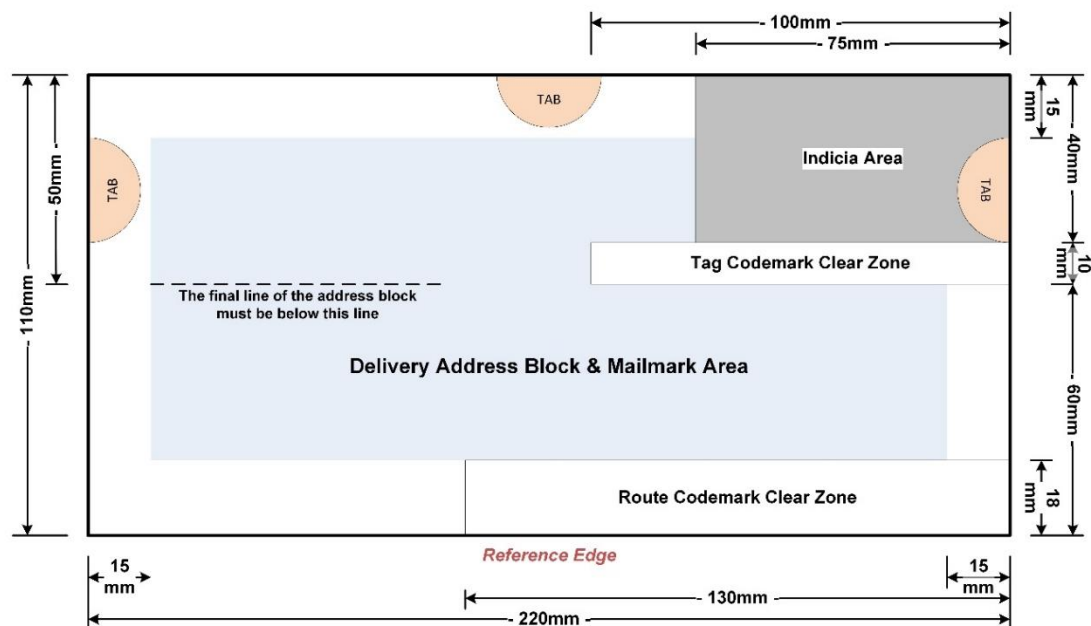 - 100mm -
- 75mm -
TAB
15
mm
- 40mm -
Indicia Area
TAB
TAB
- 50mm -
- 110mm -
Tag Codemark Clear Zone
10
mm
The final line of the address block
must be below this line
Delivery Address Block & Mailmark Area
- 60mm -
Route Codemark Clear Zone
18
mm
Reference Edge
15
mm
15
mm
- 130mm -
- 220mm -